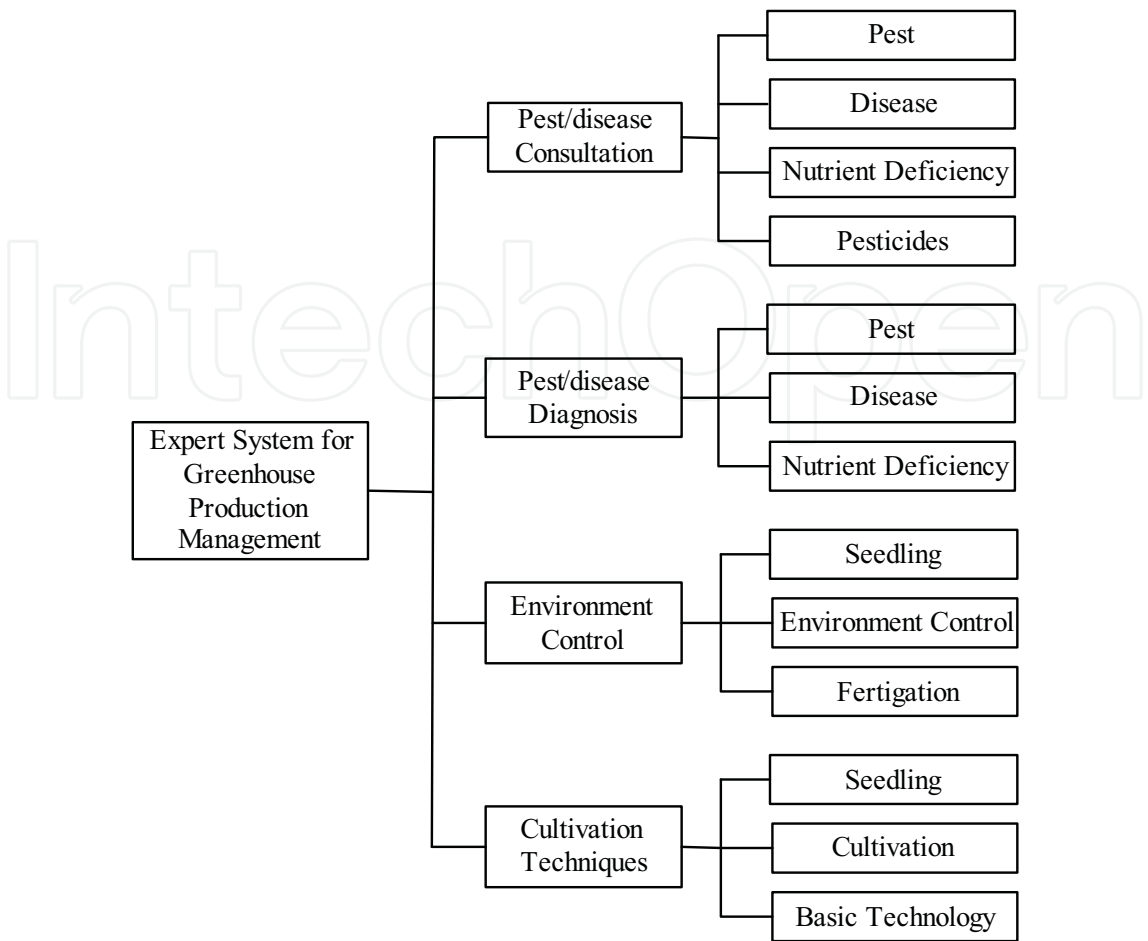 Expert System for
Greenhouse
Production
Management
Pest/disease
Consultation
Pest
Disease
Nutrient Deficiency
Pesticides
Pest/disease
Diagnosis
Pest
Disease
Nutrient Deficiency
Environment
Control
Seedling
Environment Control
Fertigation
Cultivation
Techniques
Seedling
Cultivation
Basic Technology
IntechOpen